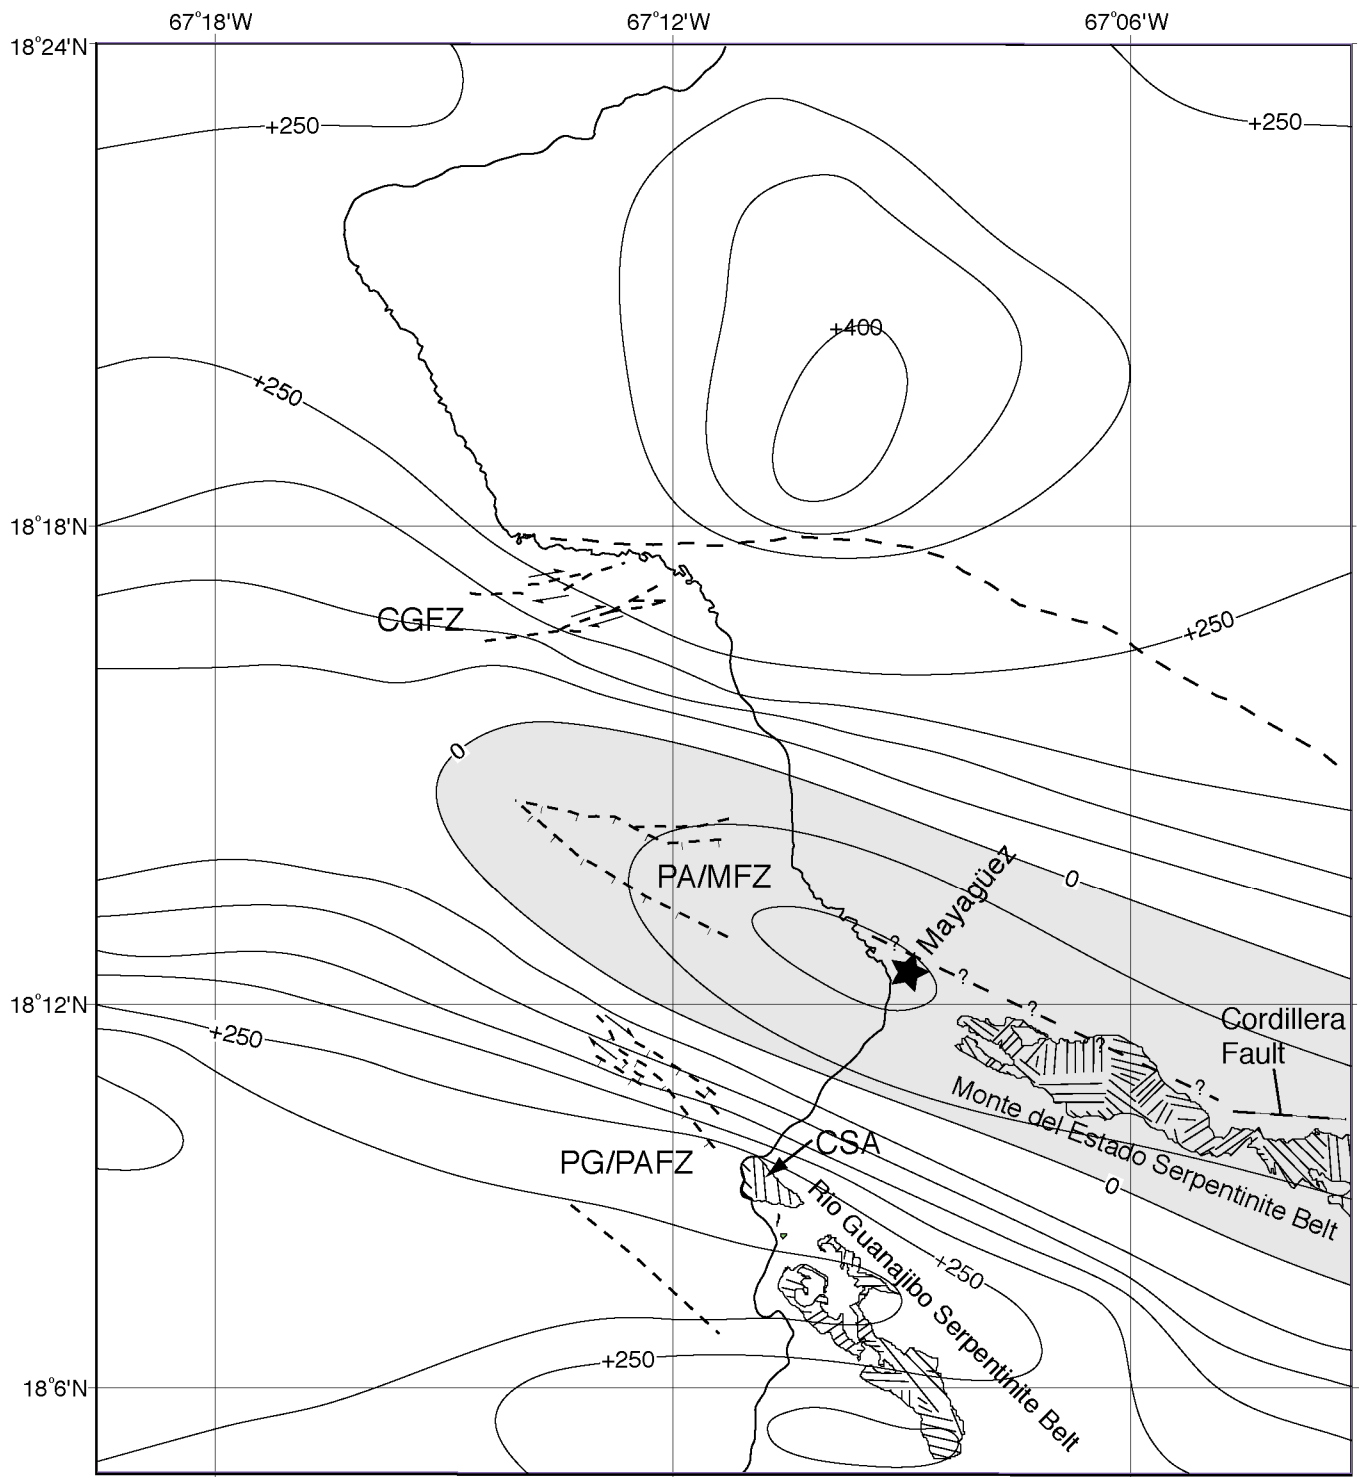 67°18'W
67°12'W
67°06'W
18°24'N
+250
+250
+400
+250
18°18'N
CGFZ
+250
0
PA/MFZ
0
Mayagüez
?
?
18°12'N
?
Cordillera
Fault
+250
?
?
Monte del Estado Serpentinite Belt
CSA
PG/PAFZ
0
Rio Guanajibo Serpentinite Belt
+250
+250
18°6'N